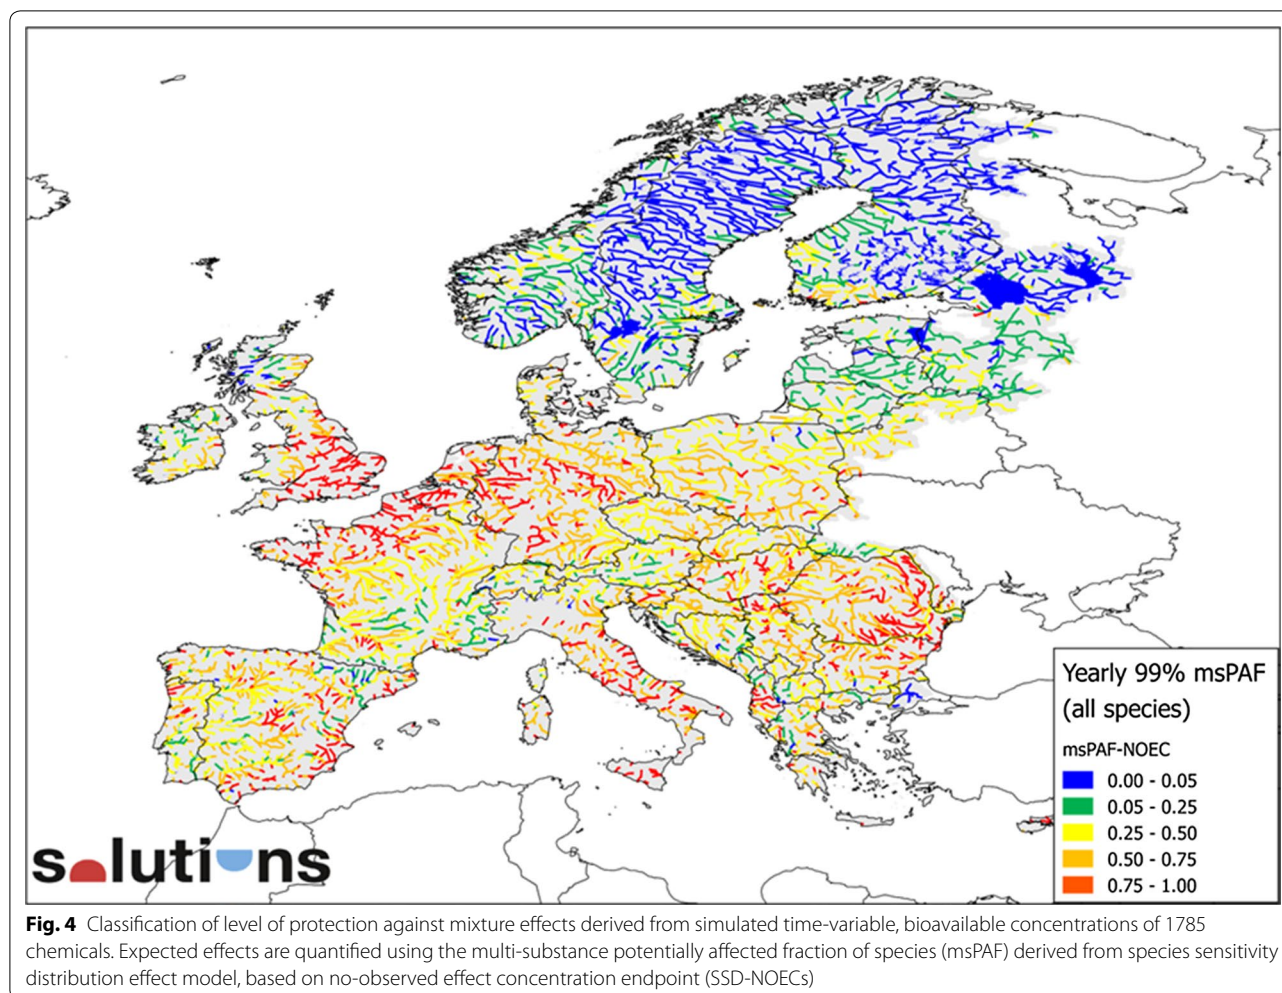 Yearly 99% msPAF
(all species)
msPAF-NOEC
0.00 - 0.05
0.05 - 0.25
0.25 - 0.50
0.50 - 0.75
0.75 - 1.00
solutions
Fig. 4 Classification of level of protection against mixture effects derived from simulated time-variable, bioavailable concentrations of 1785
chemicals. Expected effects are quantified using the multi-substance potentially affected fraction of species (msPAF) derived from species sensitivity
distribution effect model, based on no-observed effect concentration endpoint (SSD-NOECs)